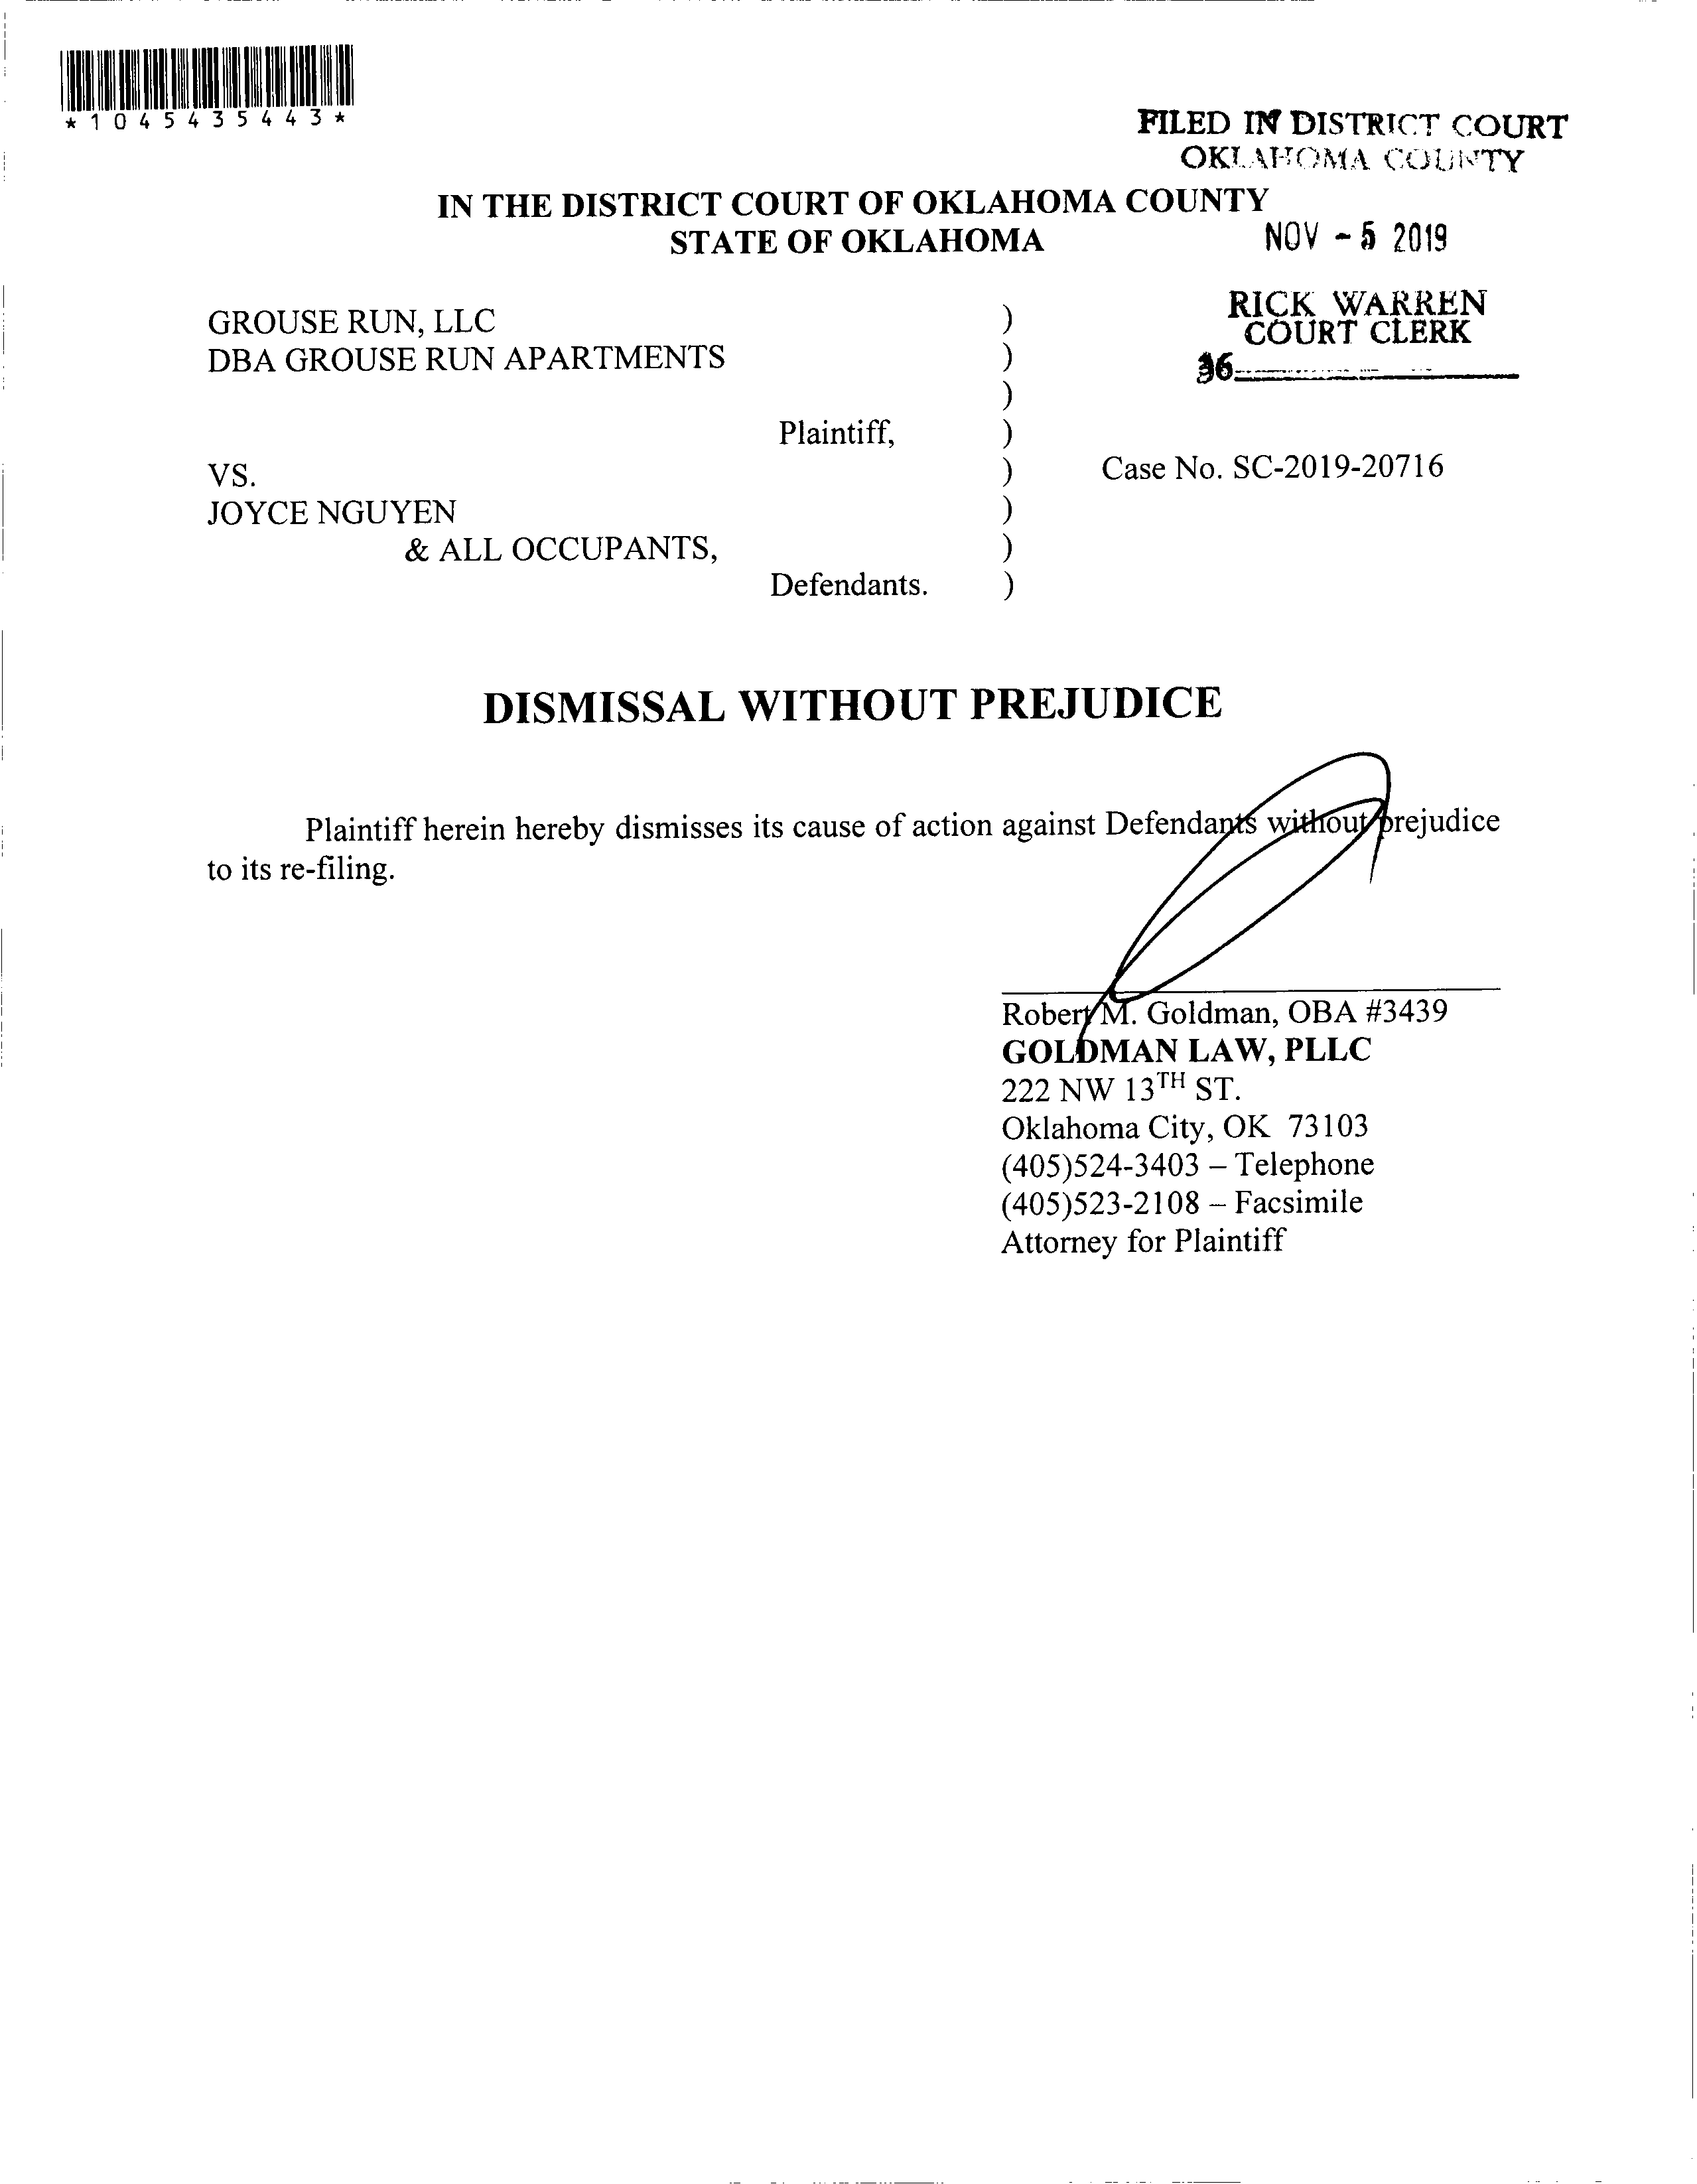 *1045435443*
FILED IN DISTRICT COURT
OKLAHOMA COUNTY
IN THE DISTRICT COURT OF OKLAHOMA COUNTY
STATE OF OKLAHOMA
NOV - 5 2019
RICK WARREN
COURT CLERK
36
GROUSE RUN, LLC )
DBA GROUSE RUN APARTMENTS )
)
Plaintiff, )
VS. ) Case No. SC-2019-20716
JOYCE NGUYEN )
& ALL OCCUPANTS, )
Defendants. )
DISMISSAL WITHOUT PREJUDICE
Plaintiff herein hereby dismisses its cause of action against Defendants without prejudice
to its re-filing.
Robert M. Goldman, OBA #3439
GOLDMAN LAW, PLLC
222 NW 13TH ST.
Oklahoma City, OK 73103
(405)524-3403 – Telephone
(405)523-2108 – Facsimile
Attorney for Plaintiff